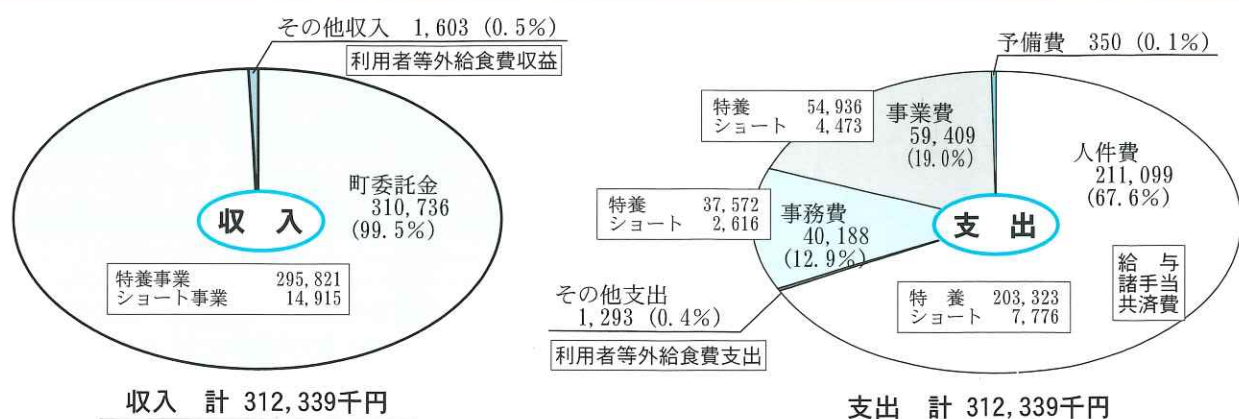 その他収入 1,603 (0.5%)
利用者等外給食費収益
町委託金
310,736
(99.5%)
収 入
特養事業 295,821
ショート事業 14,915
収入 計 312,339千円
予備費 350 (0.1%)
特養 54,936
ショート 4,473
事業費
59,409
(19.0%)
人件費
211,099
(67.6%)
特養 37,572
ショート 2,616
事務費
40,188
(12.9%)
支 出
給 与
諸手当
共済費
特 養 203,323
ショート 7,776
その他支出
1,293 (0.4%)
利用者等外給食費支出
支出 計 312,339千円